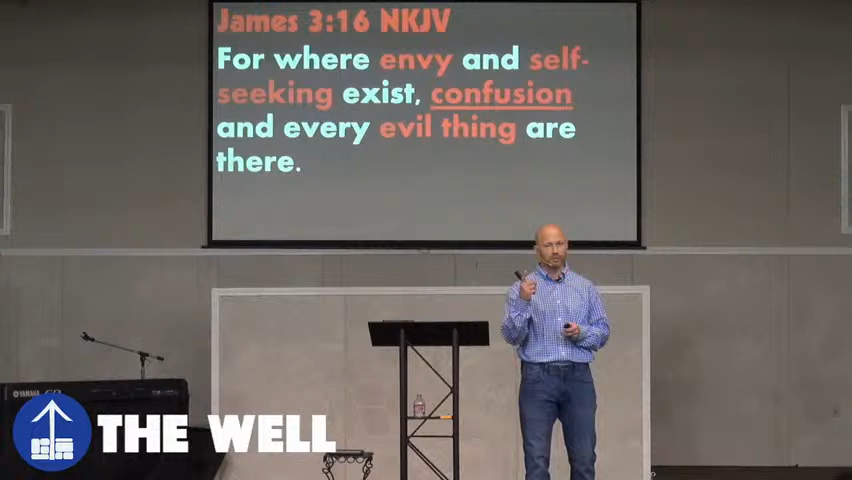 James 3:16 NKJV
For where envy and self-
seeking exist, confusion
and every evil thing are
there.
YAMAHA
THE WELL